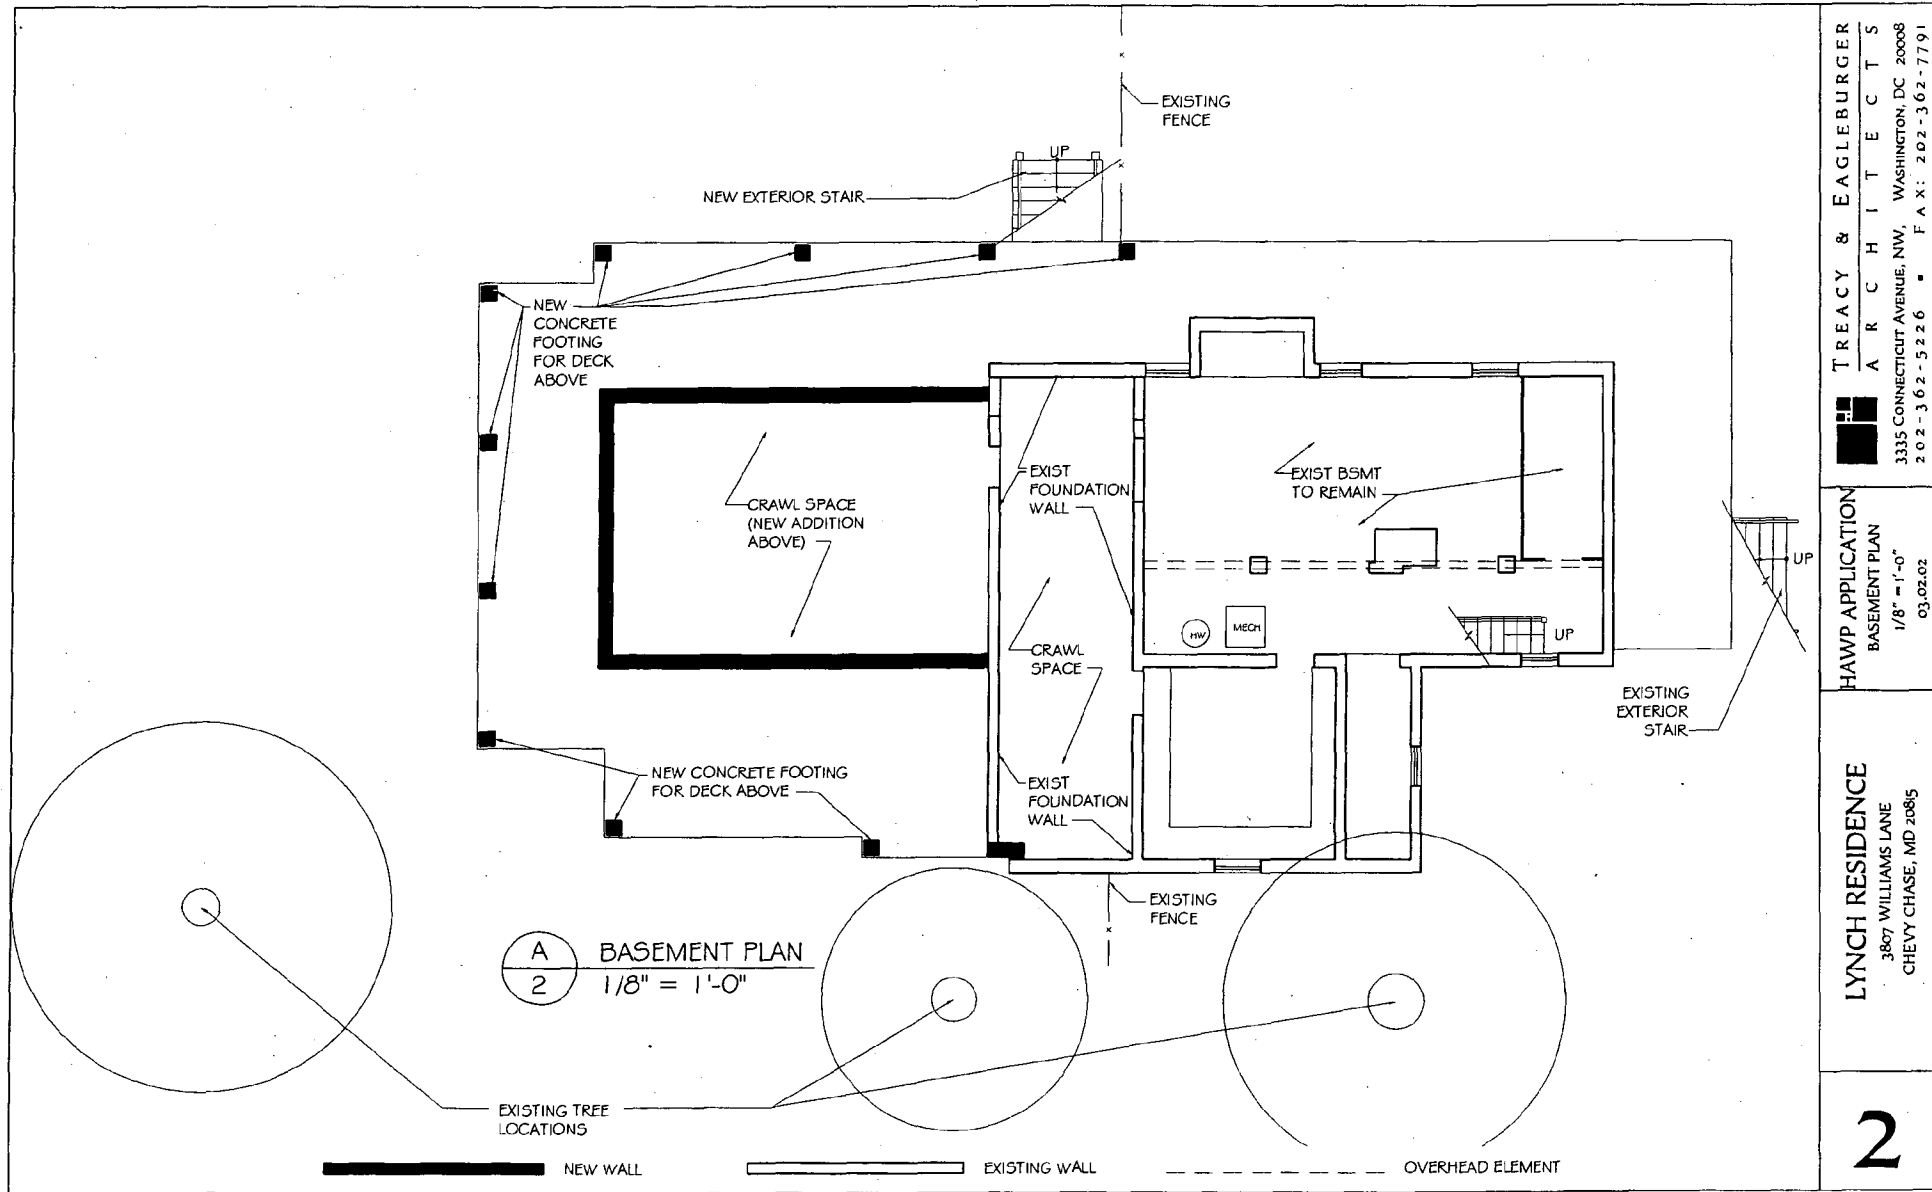 EXISTING
FENCE
UP
NEW EXTERIOR STAIR
NEW
CONCRETE
FOOTING
FOR DECK
ABOVE
CRAWL SPACE
(NEW ADDITION
ABOVE)
EXIST
FOUNDATION
WALL
EXIST BSMT
TO REMAIN
UP
HW
MECH
UP
CRAWL
SPACE
EXISTING
EXTERIOR
STAIR
NEW CONCRETE FOOTING
FOR DECK ABOVE
EXIST
FOUNDATION
WALL
EXISTING
FENCE
A
2
BASEMENT PLAN
1/8" = 1'-0"
EXISTING TREE
LOCATIONS
NEW WALL
EXISTING WALL
OVERHEAD ELEMENT
TREACY & EAGLEBURGER
ARCHITECTS
3335 CONNECTICUT AVENUE, NW, WASHINGTON, DC 20008
202-362-5226 ▪ FAX: 202-362-7791
HAWP APPLICATION
BASEMENT PLAN
1/8" = 1'-0"
03.02.02
LYNCH RESIDENCE
3807 WILLIAMS LANE
CHEVY CHASE, MD 20815
2